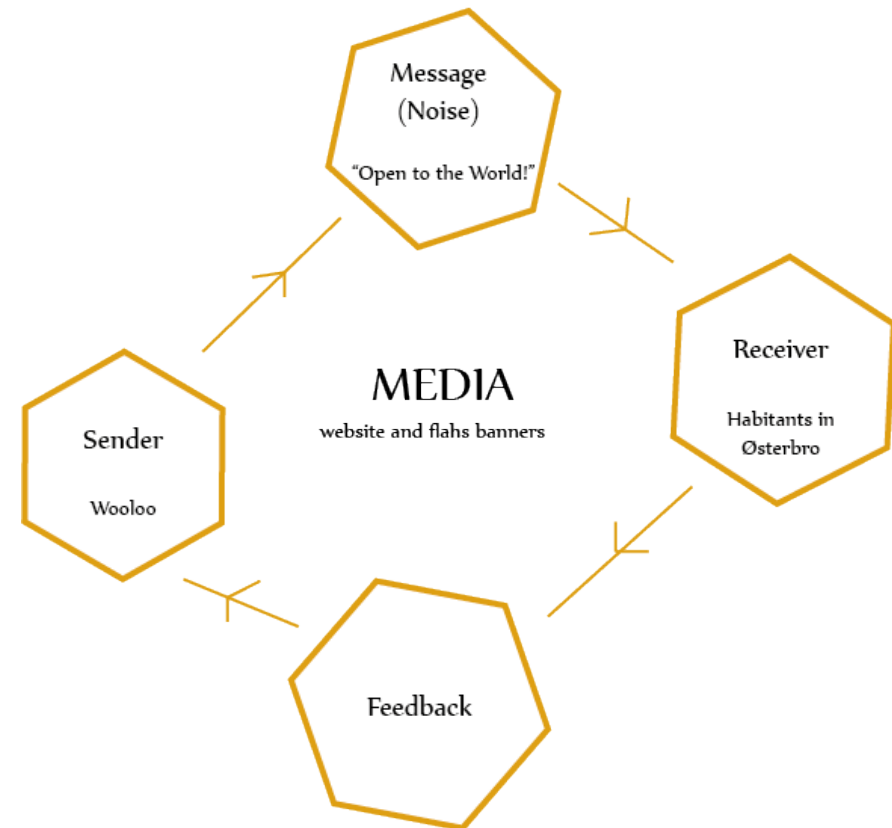 Message
(Noise)
“Open to the World!”
Receiver
Habitants in
Østerbro
MEDIA
website and flahs banners
Sender
Wooloo
Feedback